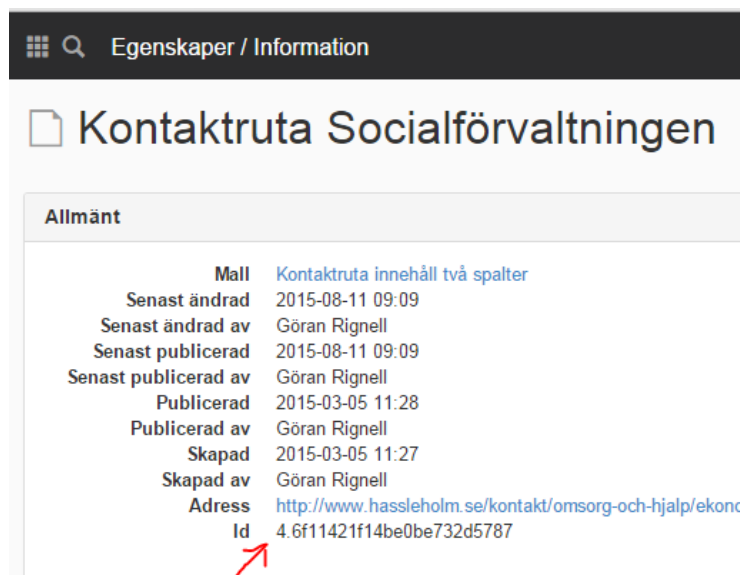 Egenskaper / Information
Kontaktruta Socialförvaltningen
Allmänt
Mall Kontaktruta innehåll två spalter
Senast ändrad 2015-08-11 09:09
Senast ändrad av Göran Rignell
Senast publicerad 2015-08-11 09:09
Senast publicerad av Göran Rignell
Publicerad 2015-03-05 11:28
Publicerad av Göran Rignell
Skapad 2015-03-05 11:27
Skapad av Göran Rignell
Adress http://www.hassleholm.se/kontakt/omsorg-och-hjalp/ekono
Id 4.6f11421f14be0be732d5787